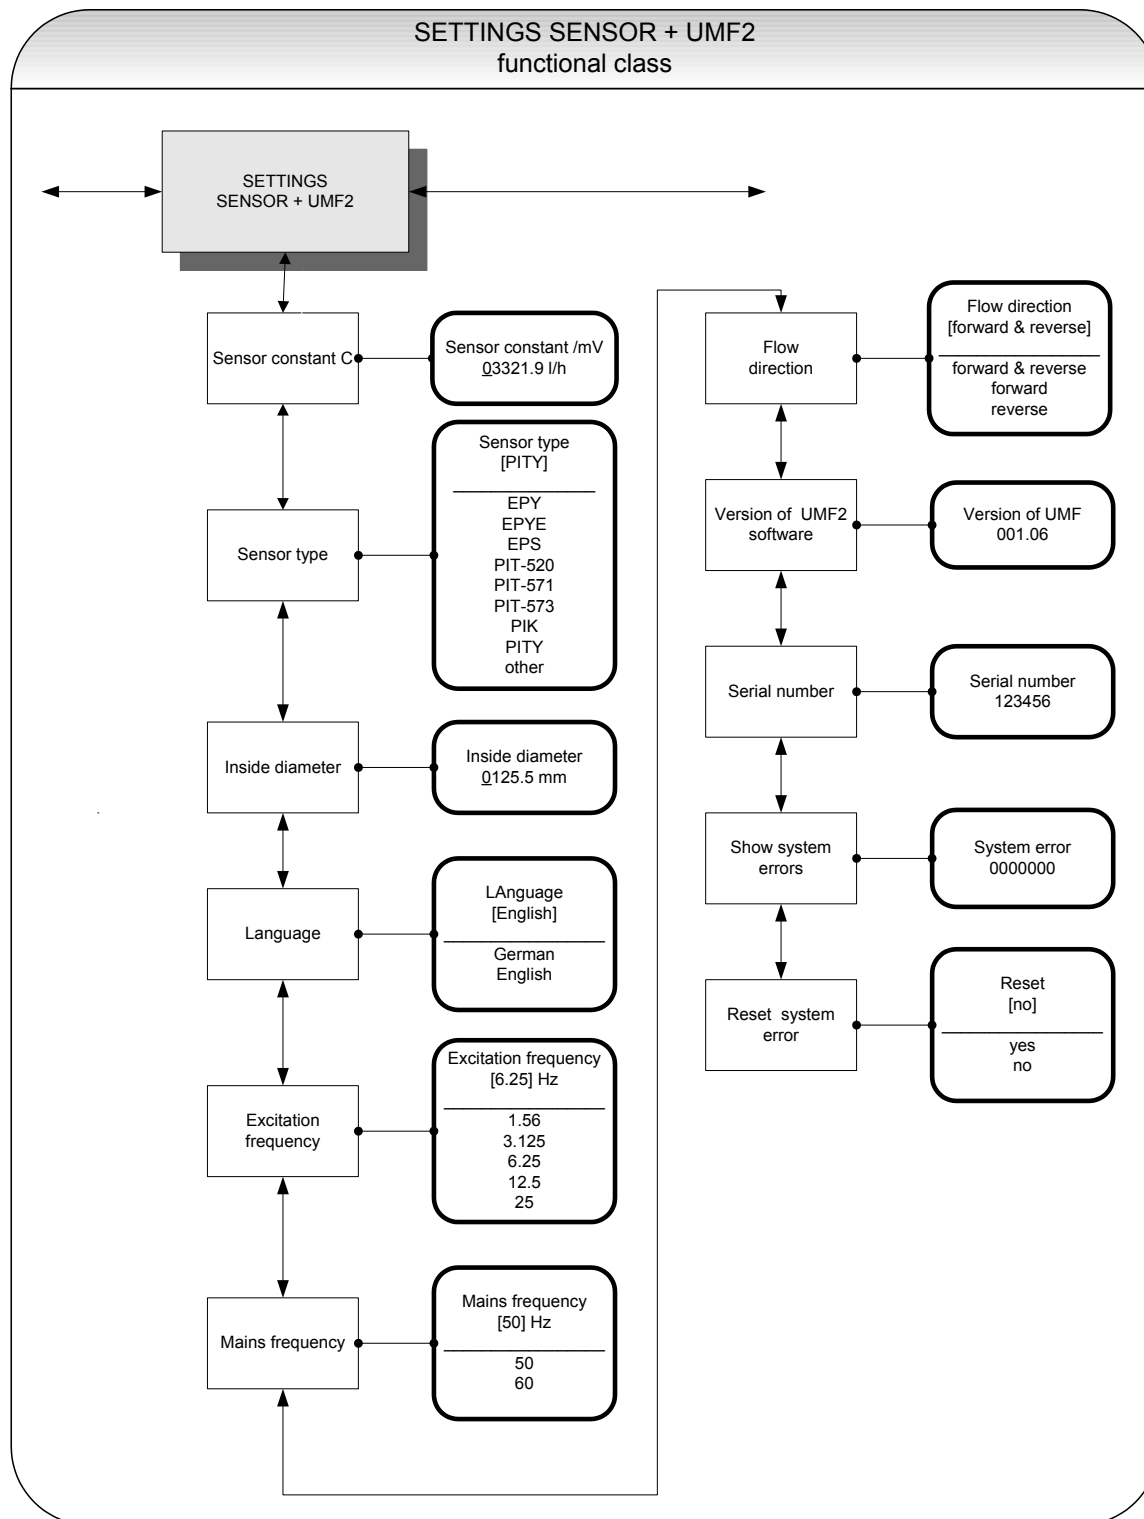 SETTINGS SENSOR + UMF2
functional class
SETTINGS
SENSOR + UMF2
Sensor constant C
Sensor constant /mV
03321.9 l/h
Sensor type
Sensor type
[PITY]
EPY
EPYE
EPS
PIT-520
PIT-571
PIT-573
PIK
PITY
other
Inside diameter
Inside diameter
0125.5 mm
Language
LAnguage
[English]
German
English
Excitation
frequency
Excitation frequency
[6.25] Hz
1.56
3.125
6.25
12.5
25
Mains frequency
Mains frequency
[50] Hz
50
60
Flow
direction
Flow direction
[forward & reverse]
forward & reverse
forward
reverse
Version of UMF2
software
Version of UMF
001.06
Serial number
Serial number
123456
Show system
errors
System error
0000000
Reset system
error
Reset
[no]
yes
no